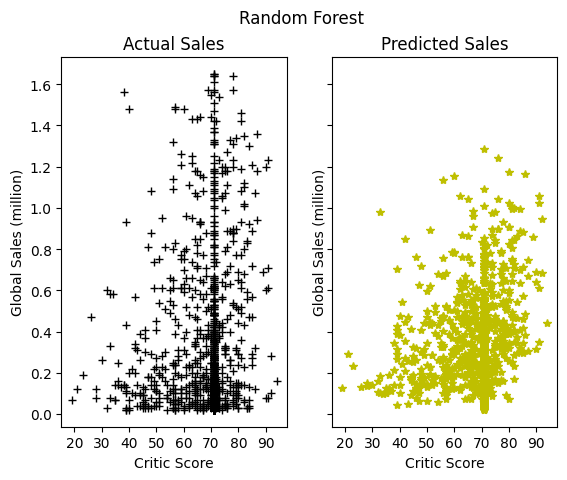 Random Forest
Actual Sales
Predicted Sales
Global Sales (million)
1.6
1.4
1.2
1.0
0.8
0.6
0.4
0.2
0.0
20 30 40 50 60 70 80 90
Critic Score
Global Sales (million)
20 30 40 50 60 70 80 90
Critic Score